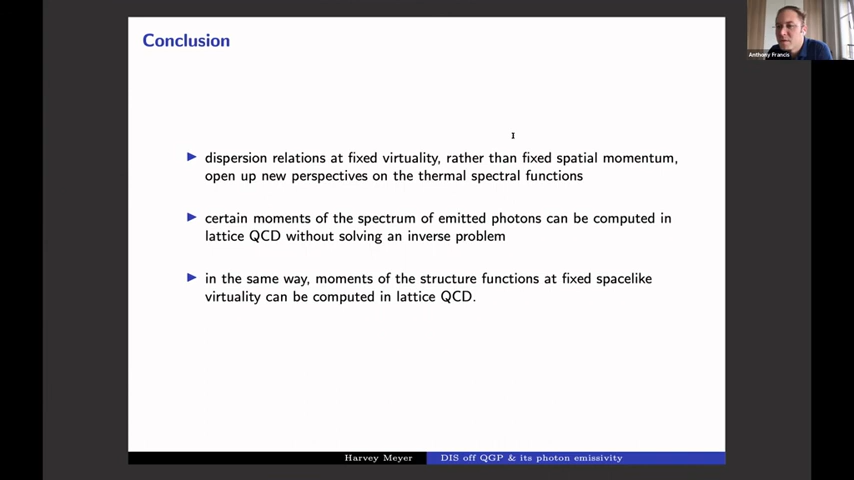 Conclusion
Anthony Francis
dispersion relations at fixed virtuality, rather than fixed spatial momentum,
open up new perspectives on the thermal spectral functions
certain moments of the spectrum of emitted photons can be computed in
lattice QCD without solving an inverse problem
in the same way, moments of the structure functions at fixed spacelike
virtuality can be computed in lattice QCD.
Harvey Meyer
DIS off QGP & its photon emissivity